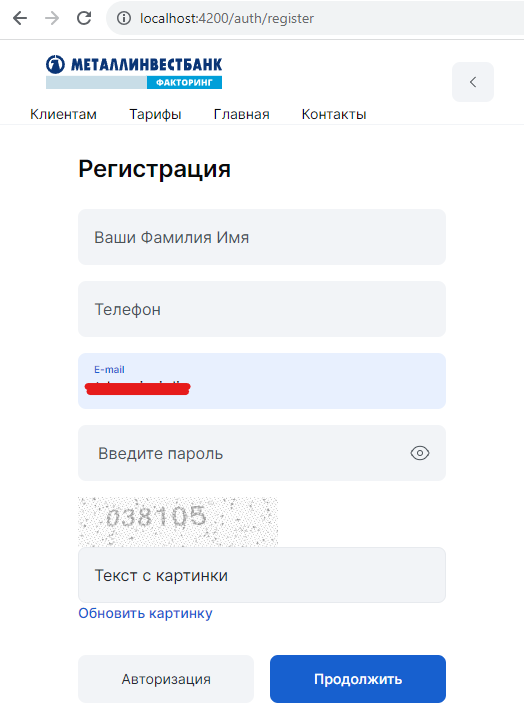 localhost:4200/auth/register
МЕТАЛЛИНВЕСТБАНК
ФАКТОРИНГ
Клиентам Тарифы Главная Контакты
Регистрация
Ваши Фамилия Имя
Телефон
E-mail
Введите пароль
038105
Текст с картинки
Обновить картинку
Авторизация Продолжить